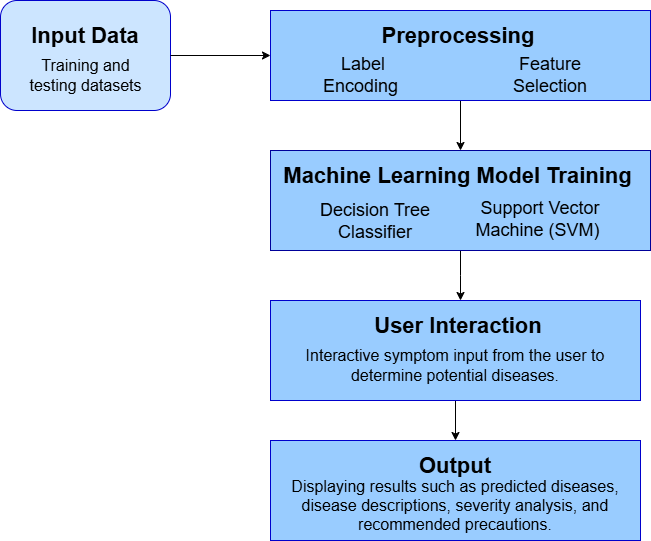 Input Data
Training and
testing datasets
Preprocessing
Label
Encoding
Feature
Selection
Machine Learning Model Training
Decision Tree
Classifier
Support Vector
Machine (SVM)
User Interaction
Interactive symptom input from the user to
determine potential diseases.
Output
Displaying results such as predicted diseases,
disease descriptions, severity analysis, and
recommended precautions.